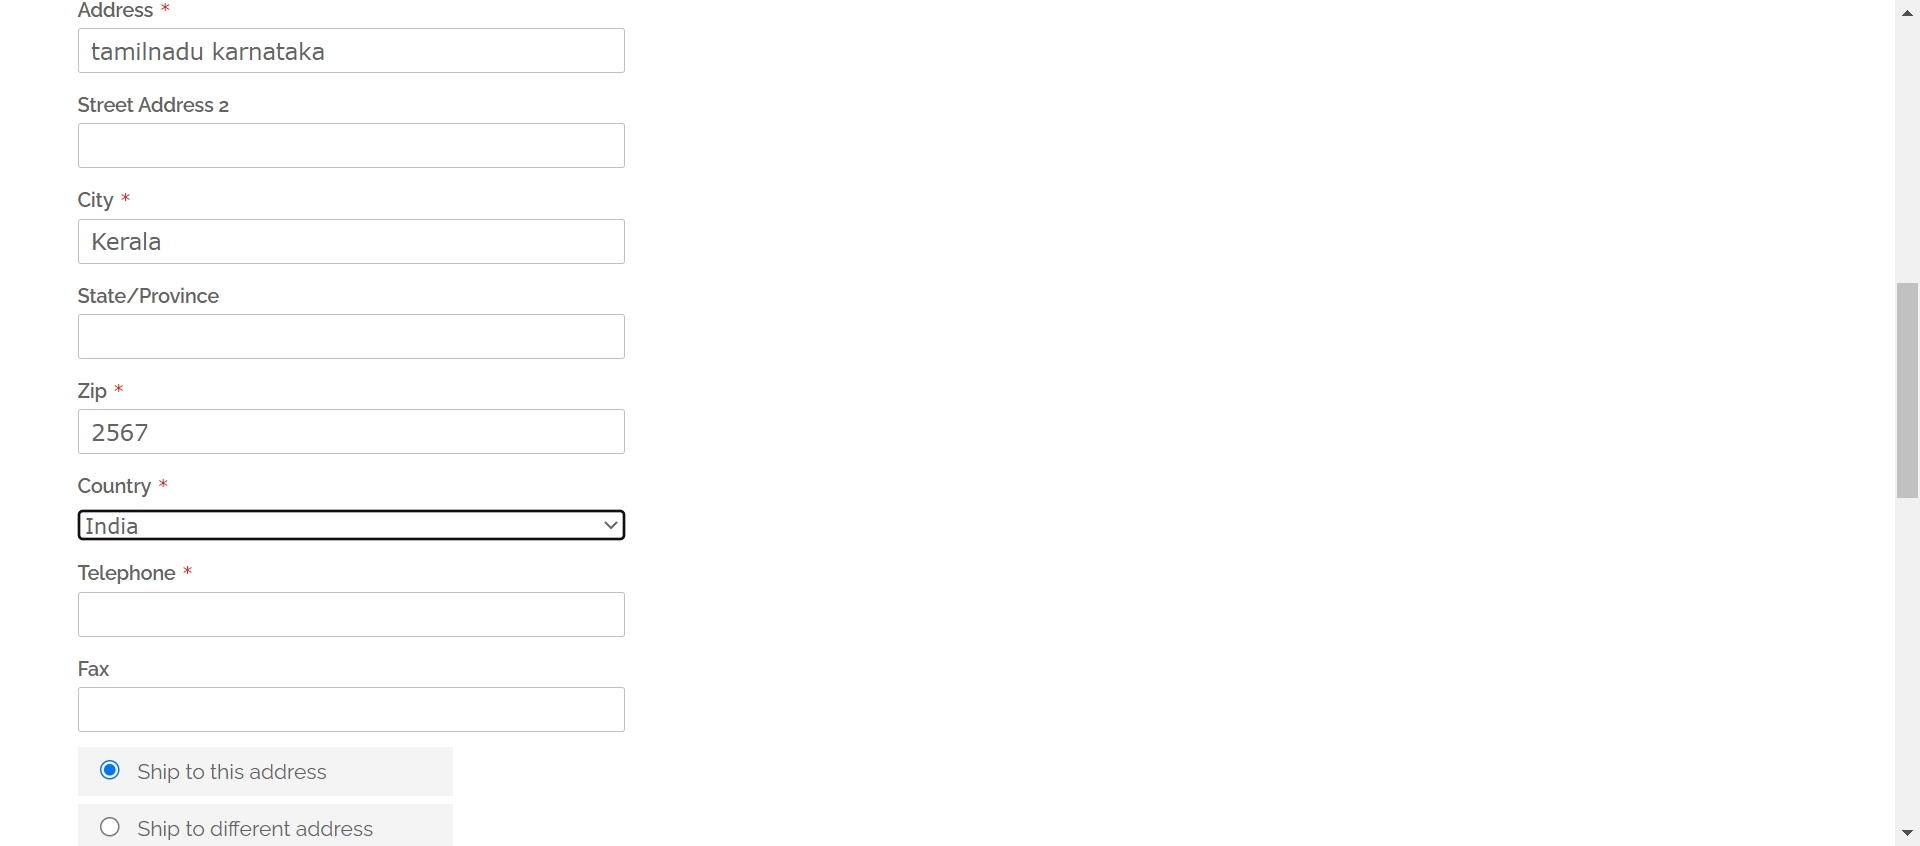 Address *
tamilnadu karnataka
Street Address 2
City *
Kerala
State/Province
Zip *
2567
Country *
India
Telephone *
Fax
Ship to this address
Ship to different address